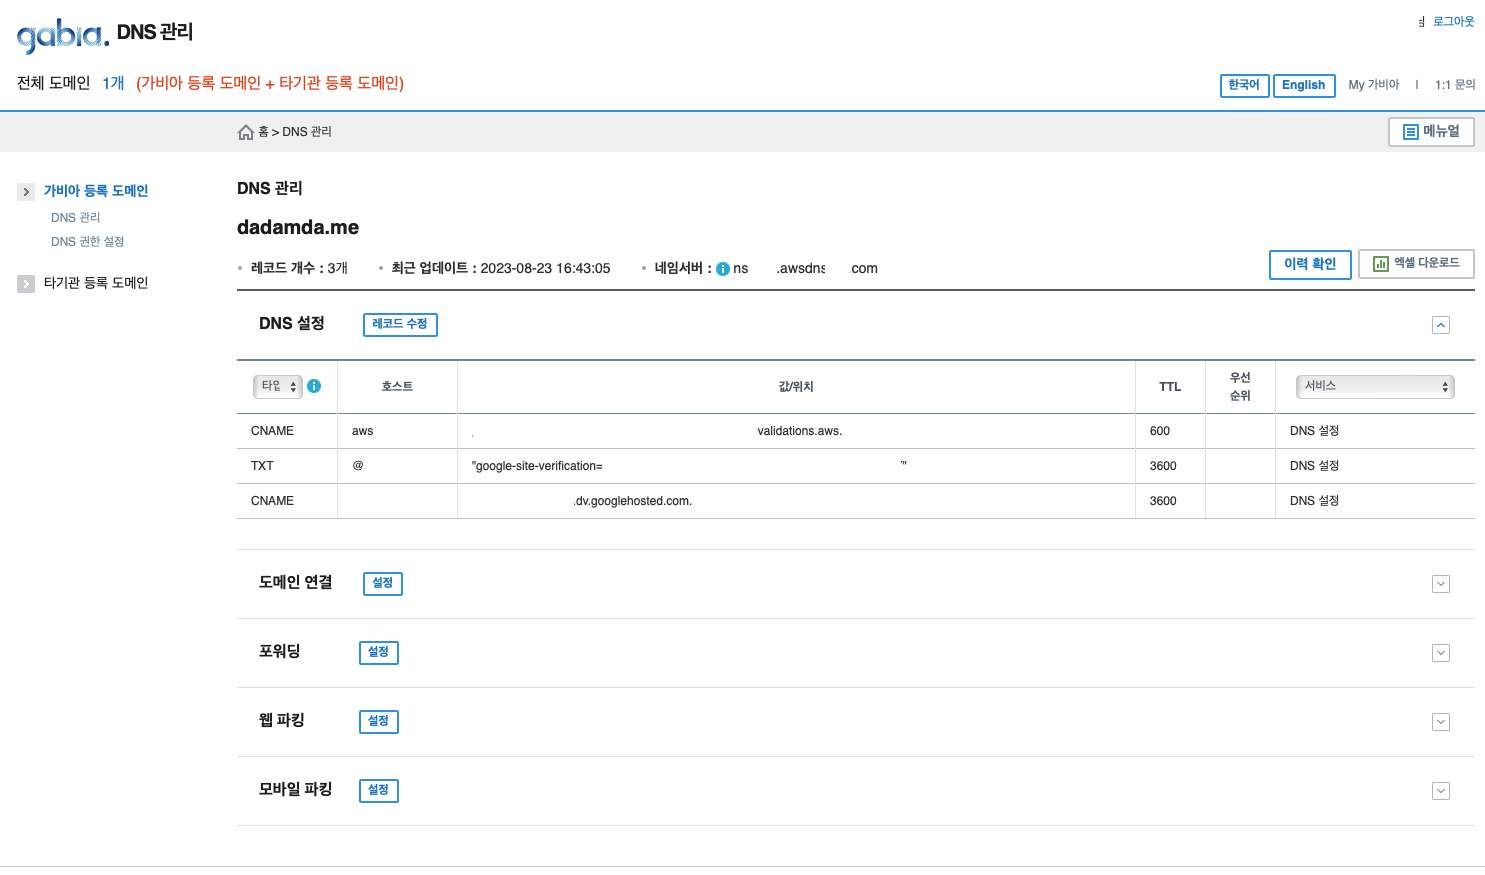 gabia. DNS 관리
로그아웃
전체 도메인 1개 (가비아 등록 도메인 + 타기관 등록 도메인)
한국어 English My 가비아 | 1:1 문의
홈 > DNS 관리
메뉴얼
가비아 등록 도메인
DNS 관리
DNS 권한 설정
타기관 등록 도메인
DNS 관리
dadamda.me
레코드 개수 : 3개
최근 업데이트 : 2023-08-23 16:43:05
네임서버 : ns .awsdns .com
이력 확인
엑셀 다운로드
DNS 설정 레코드 수정
타입 호스트 값/위치 TTL 우선 순위 서비스
CNAME aws validations.aws. 600 DNS 설정
TXT @ "google-site-verification= " 3600 DNS 설정
CNAME .dv.googlehosted.com. 3600 DNS 설정
도메인 연결 설정
포워딩 설정
웹 파킹 설정
모바일 파킹 설정